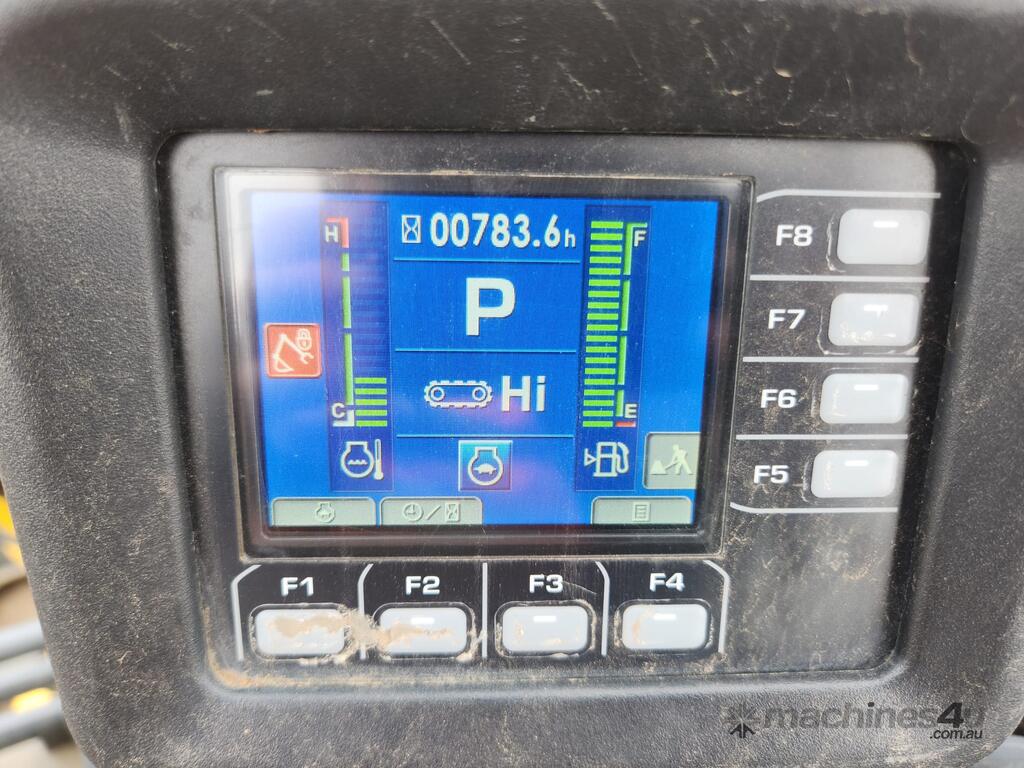 H
00783.6h
F
P
Hi
C
E
F8
F7
F6
F5
F1
F2
F3
F4
machines4u
.com.au